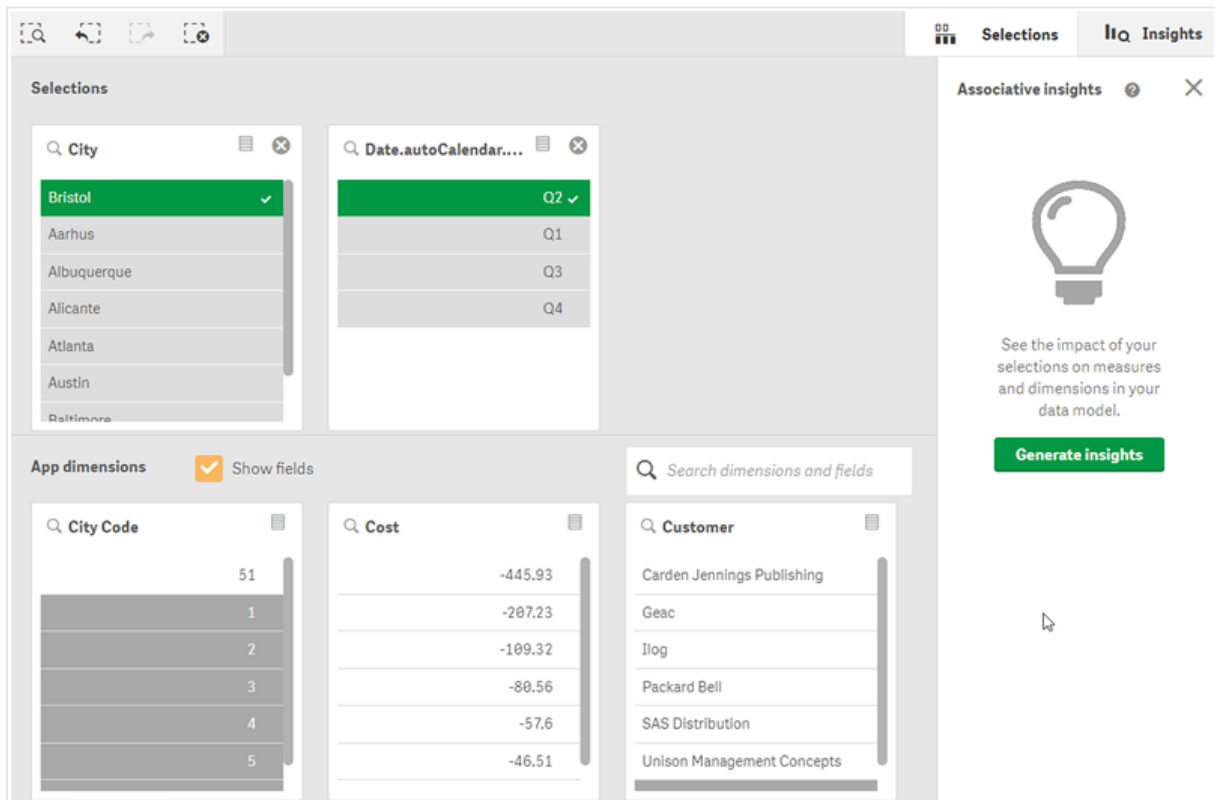 Selections
Insights
Selections
Associative insights
City
Date.autoCalendar....
Bristol
Aarhus
Albuquerque
Alicante
Atlanta
Austin
Baltimore
Q2
Q1
Q3
Q4
See the impact of your
selections on measures
and dimensions in your
data model.
Generate insights
App dimensions
Show fields
Search dimensions and fields
City Code
51
1
2
3
4
5
Cost
-445.93
-207.23
-109.32
-80.56
-57.6
-46.51
Customer
Carden Jennings Publishing
Geac
Ilog
Packard Bell
SAS Distribution
Unison Management Concepts